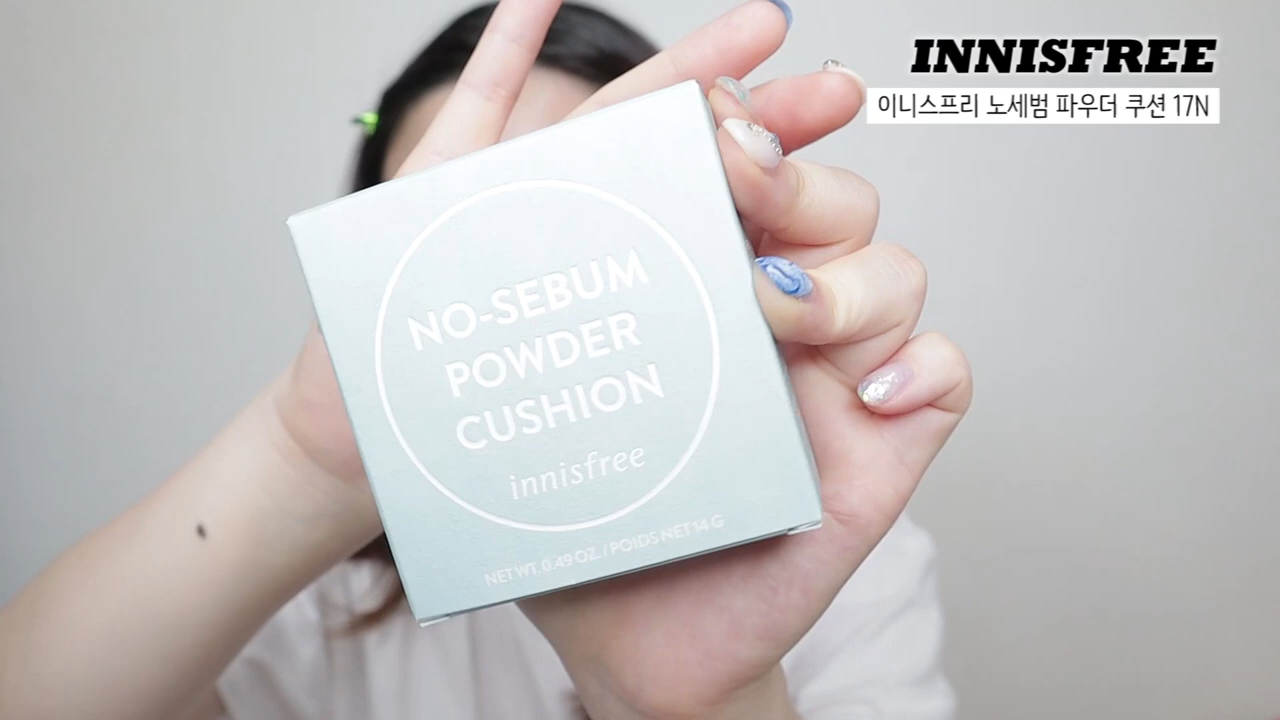 INNISFREE
이니스프리 노세범 파우더 쿠션 17N
NO-SEBUM
POWDER
CUSHION
innisfree
NET WT. 0.49 OZ. / POIDS NET 14 G